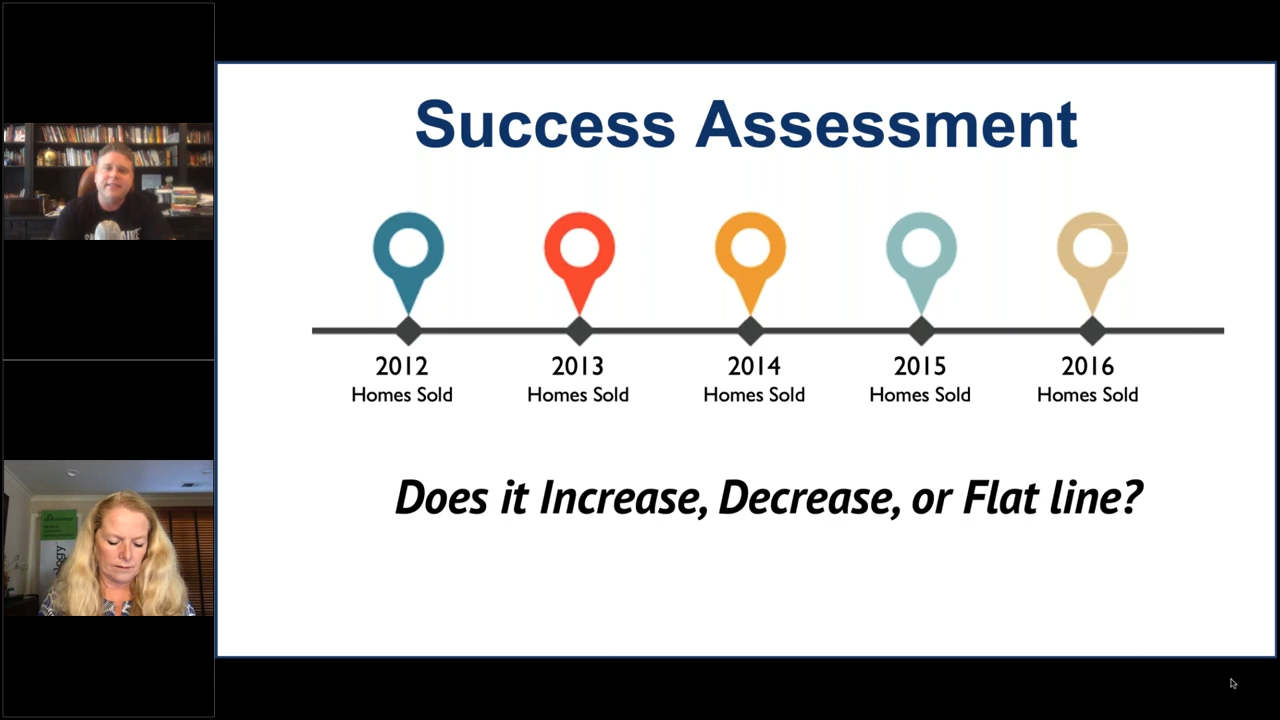 Success Assessment
2012 2013 2014 2015 2016
Homes Sold Homes Sold Homes Sold Homes Sold Homes Sold
Does it Increase, Decrease, or Flat line?